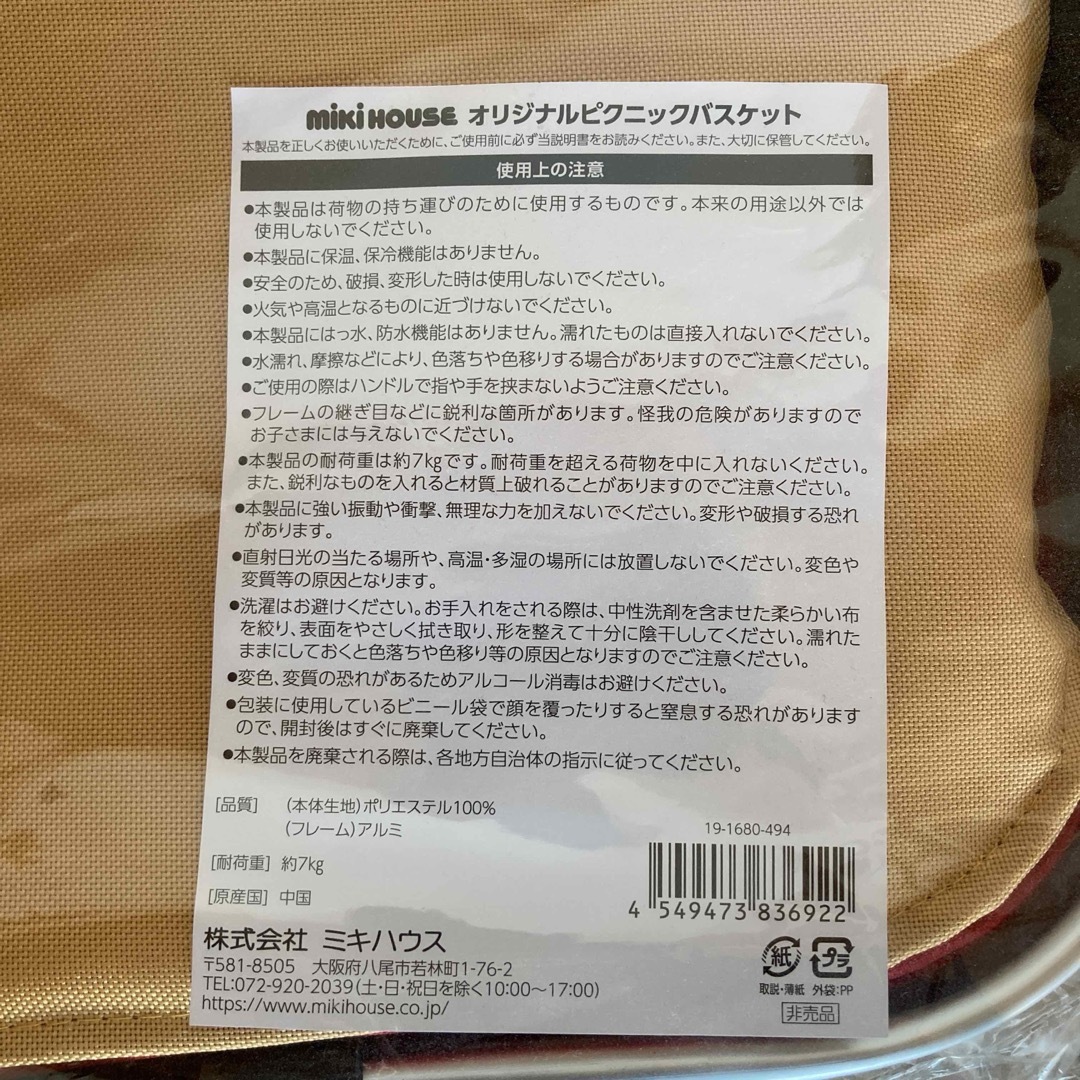 miki HOUSE オリジナルピクニックバスケット
本製品を正しくお使いいただくために、ご使用前に必ず当説明書をお読みください。また、大切に保管してください。
使用上の注意
●本製品は荷物の持ち運びのために使用するものです。本来の用途以外では
使用しないでください。
●本製品に保温、保冷機能はありません。
●安全のため、破損、変形した時は使用しないでください。
●火気や高温となるものに近づけないでください。
●本製品にはっ水、防水機能はありません。濡れたものは直接入れないでください。
●水濡れ、摩擦などにより、色落ちや色移りする場合がありますのでご注意ください。
●ご使用の際はハンドルで指や手を挟まないようご注意ください。
●フレームの継ぎ目などに鋭利な箇所があります。怪我の危険がありますので
お子さまには与えないでください。
●本製品の耐荷重は約7kgです。耐荷重を超える荷物を中に入れないください。
また、鋭利なものを入れると材質上破れることがありますのでご注意ください。
●本製品に強い振動や衝撃、無理な力を加えないでください。変形や破損する恐れ
があります。
●直射日光の当たる場所や、高温・多湿の場所には放置しないでください。変色や
変質等の原因となります。
●洗濯はお避けください。お手入れをされる際は、中性洗剤を含ませた柔らかい布
を絞り、表面をやさしく拭き取り、形を整えて十分に陰干ししてください。濡れた
ままにしておくと色落ちや色移り等の原因となりますのでご注意ください。
●変色、変質の恐れがあるためアルコール消毒はお避けください。
●包装に使用しているビニール袋で顔を覆ったりすると窒息する恐れがあります
ので、開封後はすぐに廃棄してください。
●本製品を廃棄される際は、各地方自治体の指示に従ってください。
[品質] (本体生地)ポリエステル100%
(フレーム)アルミ
[耐荷重] 約7kg
[原産国] 中国
19-1680-494
4 549473 836922
株式会社 ミキハウス
〒581-8505 大阪府八尾市若林町1-76-2
TEL:072-920-2039(土・日・祝日を除く10:00〜17:00)
https://www.mikihouse.co.jp/
紙 プラ
取説・薄紙 外袋:PP
非売品